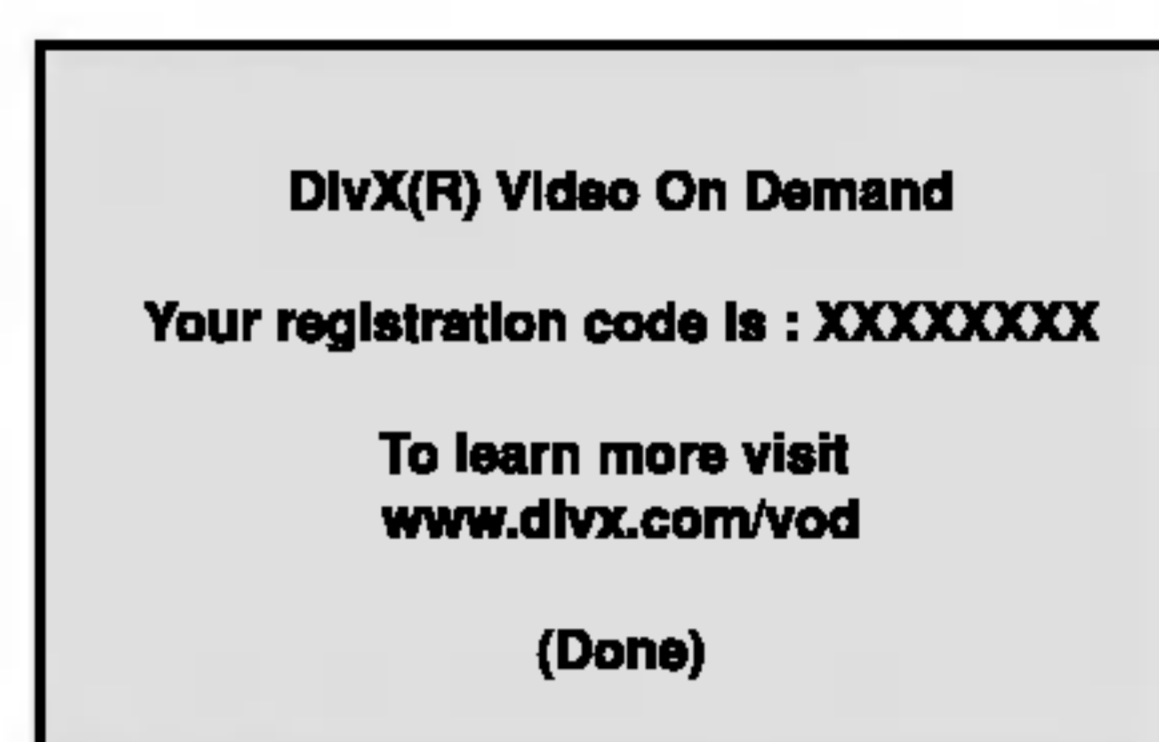 DivX(R) Video On Demand
Your registration code is : XXXXXXXX
To learn more visit
www.divx.com/vod
(Done)